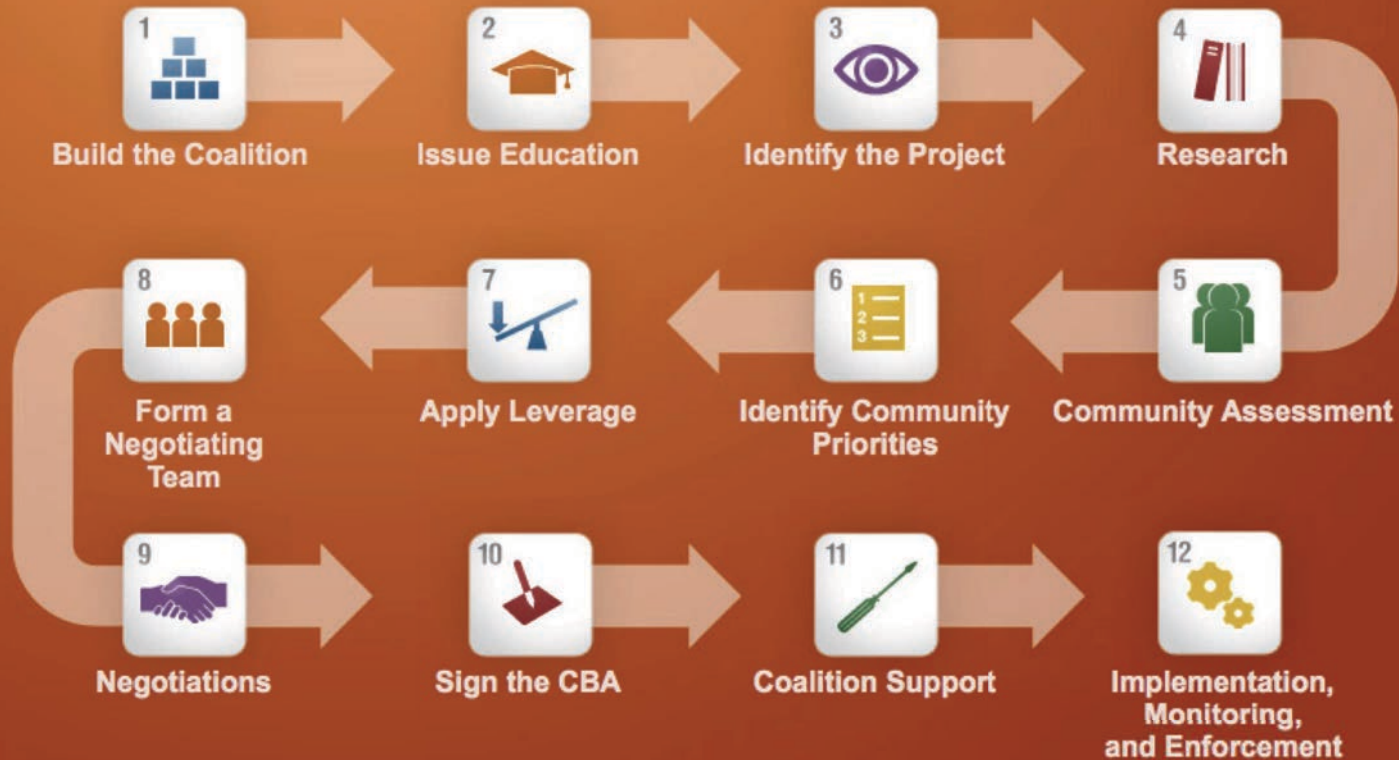 1
Build the Coalition
2
Issue Education
3
Identify the Project
4
Research
5
Community Assessment
6
1
2
3
Identify Community
Priorities
7
Apply Leverage
8
Form a
Negotiating
Team
9
Negotiations
10
Sign the CBA
11
Coalition Support
12
Implementation,
Monitoring,
and Enforcement